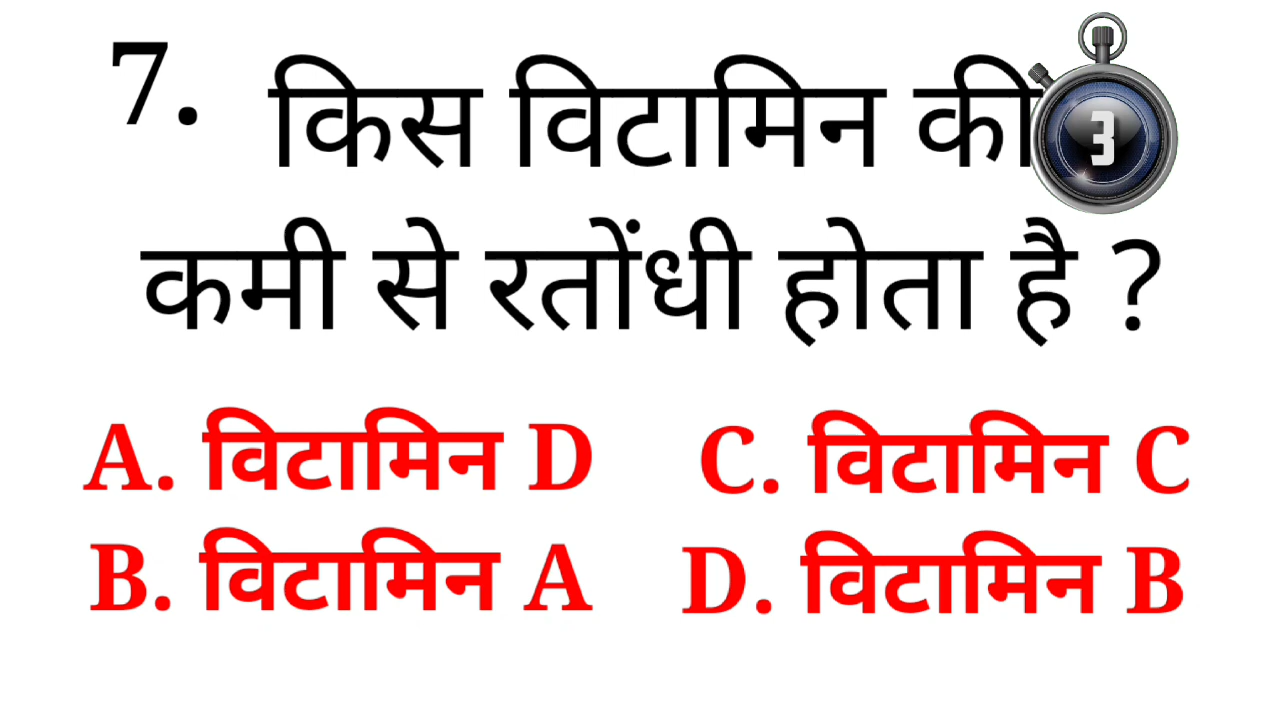 7. किस विटामिन की
3
कमी से रतोंधी होता है ?
A. विटामिन D
C. विटामिन C
B. विटामिन A
D. विटामिन B